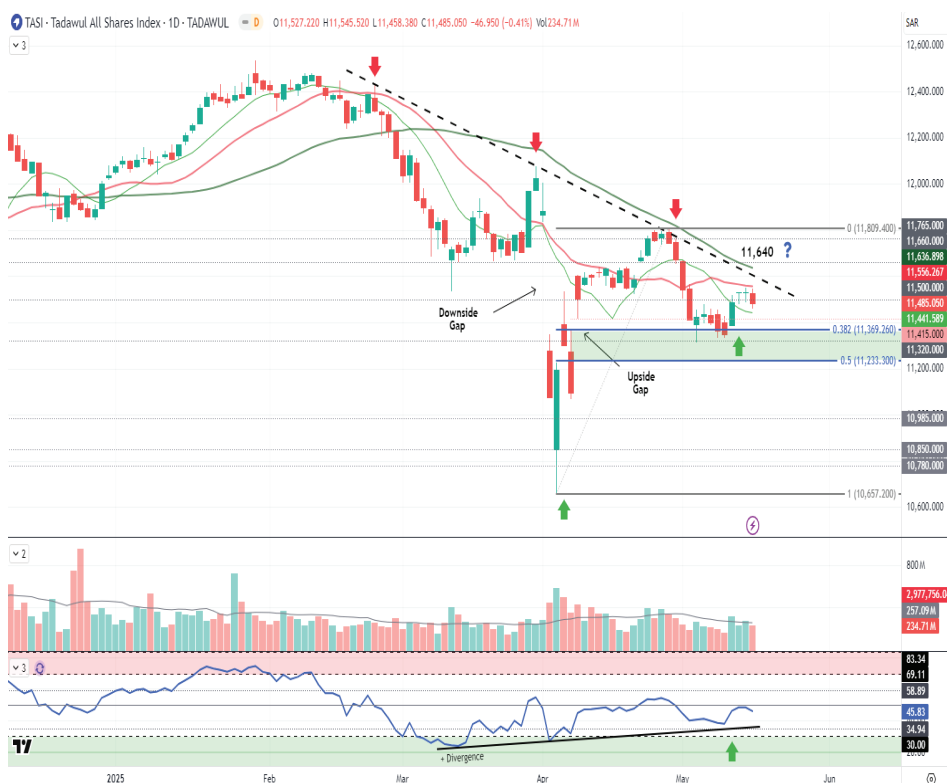 TASI · Tadawul All Shares Index · 1D · TADAWUL D O11,527.220 H11,545.520 L11,458.380 C11,485.050 −46.950 (−0.41%) Vol234.71M
SAR
3
12,600.000
12,400.000
12,200.000
12,000.000
0 (11,809.400)
11,765.000
11,660.000
11,640 ?
11,636.898
11,556.267
11,500.000
11,485.050
11,441.589
11,415.000
11,320.000
Downside
Gap
0.382 (11,369.260)
0.5 (11,233.300)
11,200.000
Upside
Gap
10,985.000
10,850.000
10,780.000
1 (10,657.200)
10,600.000
2
800M
2,977,756.0
257.09M
234.71M
3
83.34
69.11
58.89
45.83
34.94
30.00
+ Divergence
2025
Feb
Mar
Apr
May
Jun